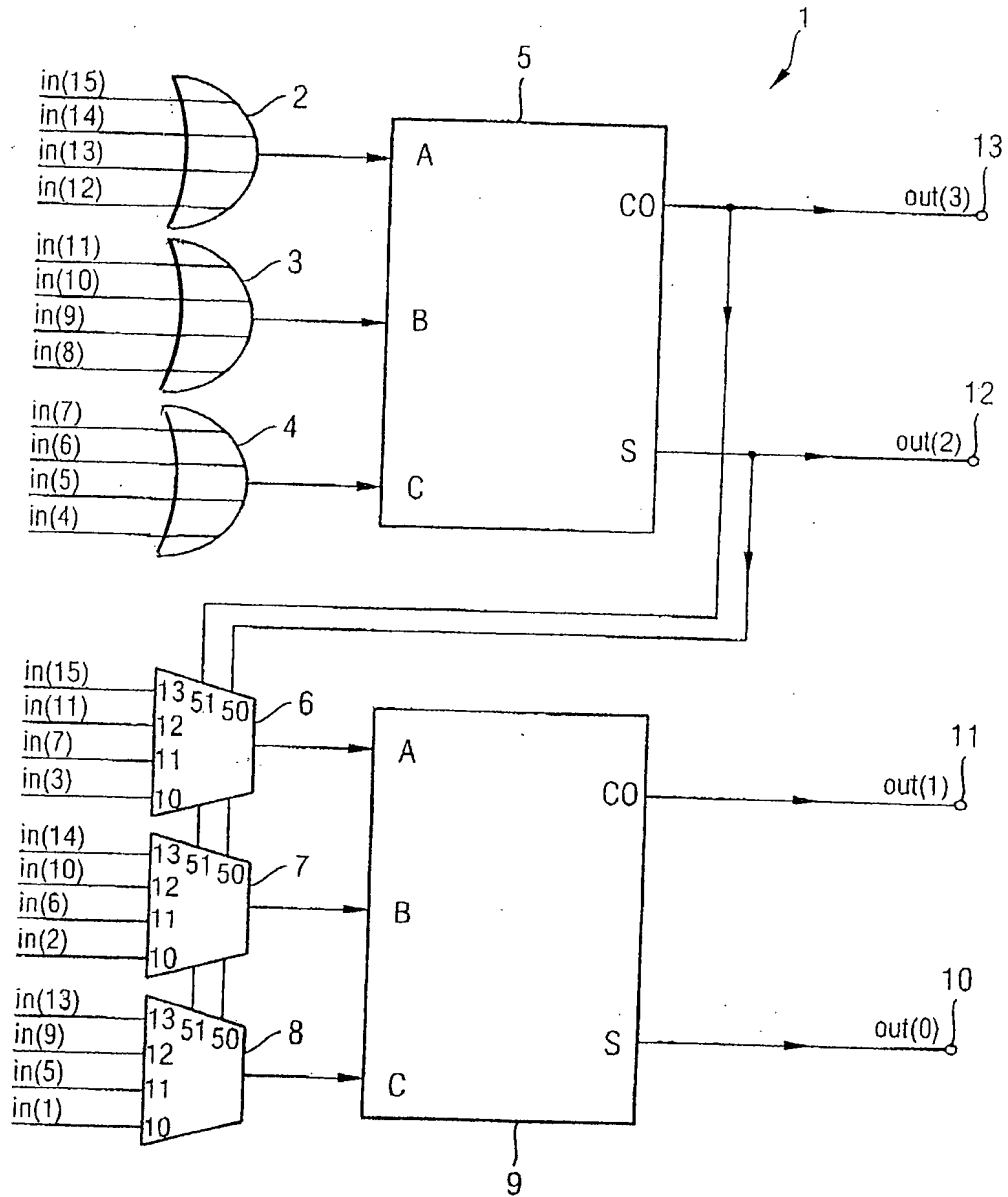 1
5
in(15)
in(14)
in(13)
in(12)
2
A
CO
out(3)
13
in(11)
in(10)
in(9)
in(8)
3
B
in(7)
in(6)
in(5)
in(4)
4
C
S
out(2)
12
in(15)
in(11)
in(7)
in(3)
13
12
11
10
51
50
6
A
CO
out(1)
11
in(14)
in(10)
in(6)
in(2)
13
12
11
10
51
50
7
B
in(13)
in(9)
in(5)
in(1)
13
12
11
10
51
50
8
C
S
out(0)
10
9